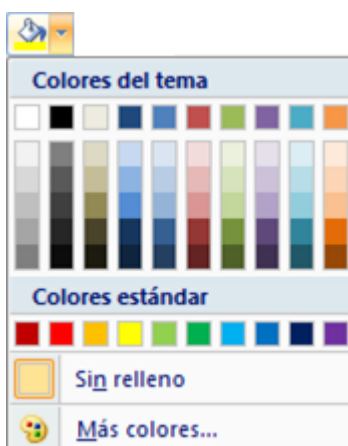 Colores del tema
Colores estándar
Sin relleno
Más colores...